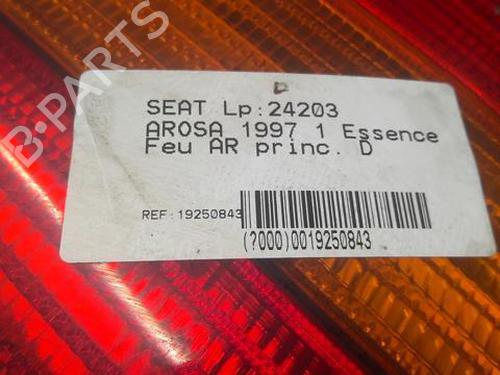 D
SEAT Lp:24203
AROSA 1997 1 Essence
Feu AR princ. D
REF:19250843
(?000)0019250843
B-PARTS